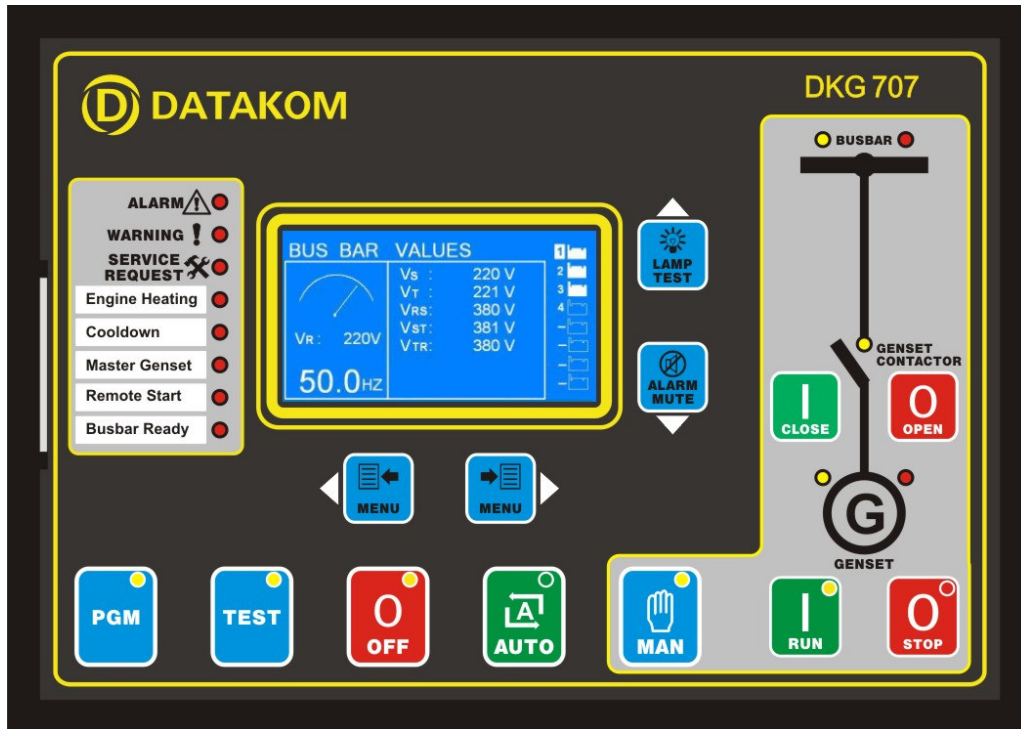 D DATAKOM
DKG 707
BUSBAR
ALARM
WARNING !
SERVICE
REQUEST
Engine Heating
Cooldown
Master Genset
Remote Start
Busbar Ready
BUS BAR VALUES
VR: 220V
50.0HZ
VS : 220 V
VT : 221 V
VRS: 380 V
VST: 381 V
VTR: 380 V
1
2
3
4
-
-
-
-
LAMP
TEST
ALARM
MUTE
MENU
MENU
GENSET
CONTACTOR
I
CLOSE
O
OPEN
G
GENSET
PGM
TEST
O
OFF
A
AUTO
MAN
I
RUN
O
STOP